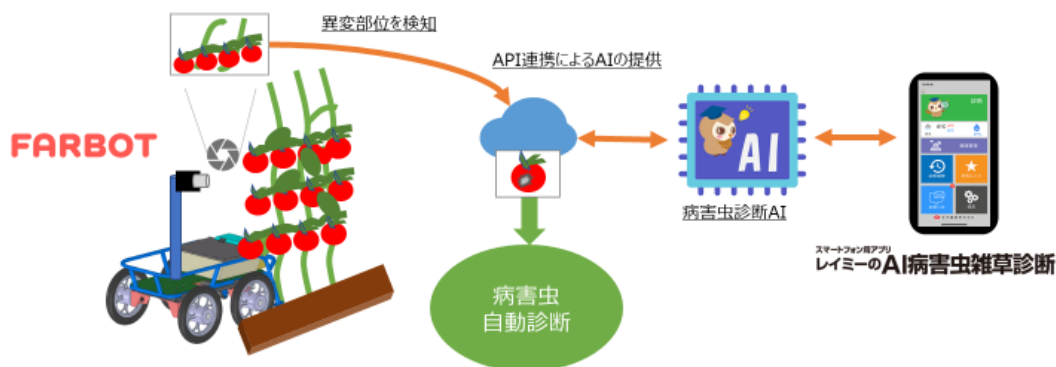 異変部位を検知
API連携によるAIの提供
FARBOT
AI
診断
病害虫診断AI
スマートフォン用アプリ
レイミーのAI病害虫雑草診断
病害虫
自動診断